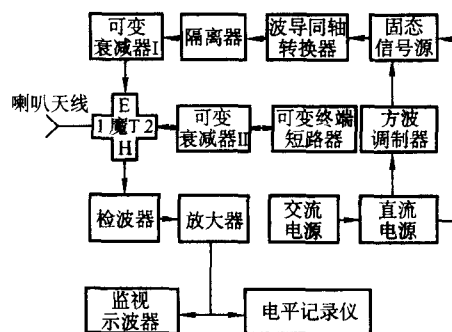 可变
衰减器I
隔离器
波导同轴
转换器
固态
信号源
喇叭天线
E
1 魔T 2
H
可变
衰减器II
可变终端
短路器
方波
调制器
检波器
放大器
交流
电源
直流
电源
监视
示波器
电平记录仪